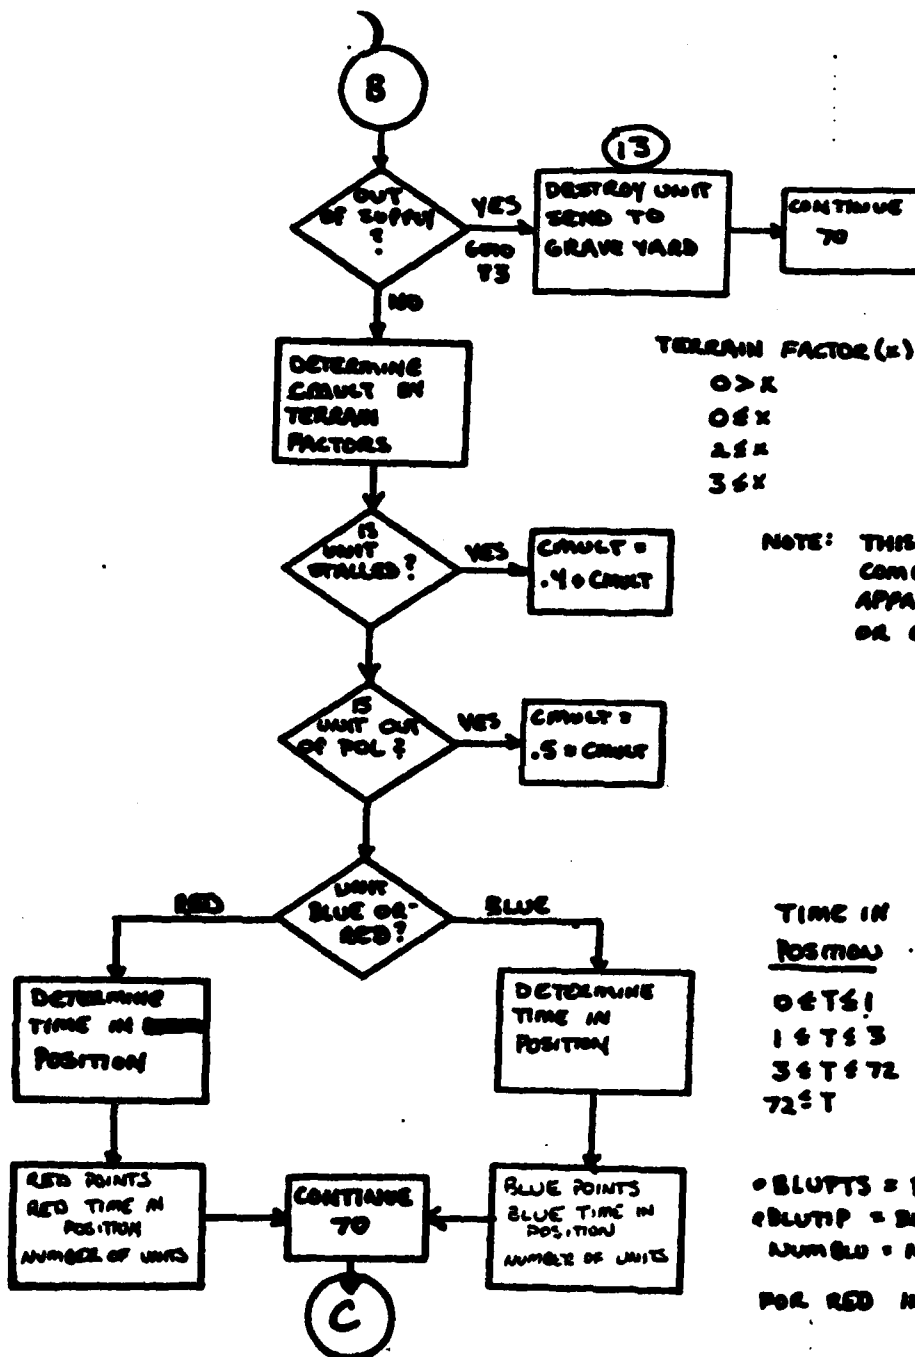 B
OUT
OF SUPPLY
?
YES
GOTO
13
DESTROY UNIT
SEND TO
GRAVE YARD
CONTINUE
70
NO
DETERMINE
CMULT BY
TERRAIN
FACTORS
TERRAIN FACTOR (x)
0 > x
0 ≤ x
2 ≤ x
3 ≤ x
IS
UNIT
STALLED?
YES
CMULT =
.4 * CMULT
NOTE: THIS
OR
IS
UNIT OUT
OF POL?
YES
CMULT =
.5 * CMULT
UNIT
BLUE OR-
RED?
RED
BLUE
DETERMINE
TIME IN
POSITION
DETERMINE
TIME IN
POSITION
TIME IN
POSITION
0 ≤ T ≤ 1
1 ≤ T ≤ 3
3 ≤ T ≤ 72
72 ≤ T
RED POINTS
RED TIME IN
POSITION
NUMBER OF UNITS
CONTINUE
70
BLUE POINTS
BLUE TIME IN
POSITION
NUMBER OF UNITS
C
BLUPTS =
BLUTIP =
NUMBLU =
FOR RED